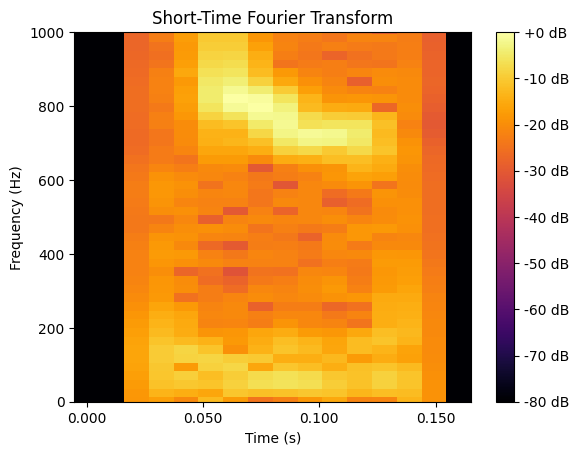 Short-Time Fourier Transform
1000
800
600
400
200
0
Frequency (Hz)
0.000
0.050
0.100
0.150
Time (s)
+0 dB
-10 dB
-20 dB
-30 dB
-40 dB
-50 dB
-60 dB
-70 dB
-80 dB